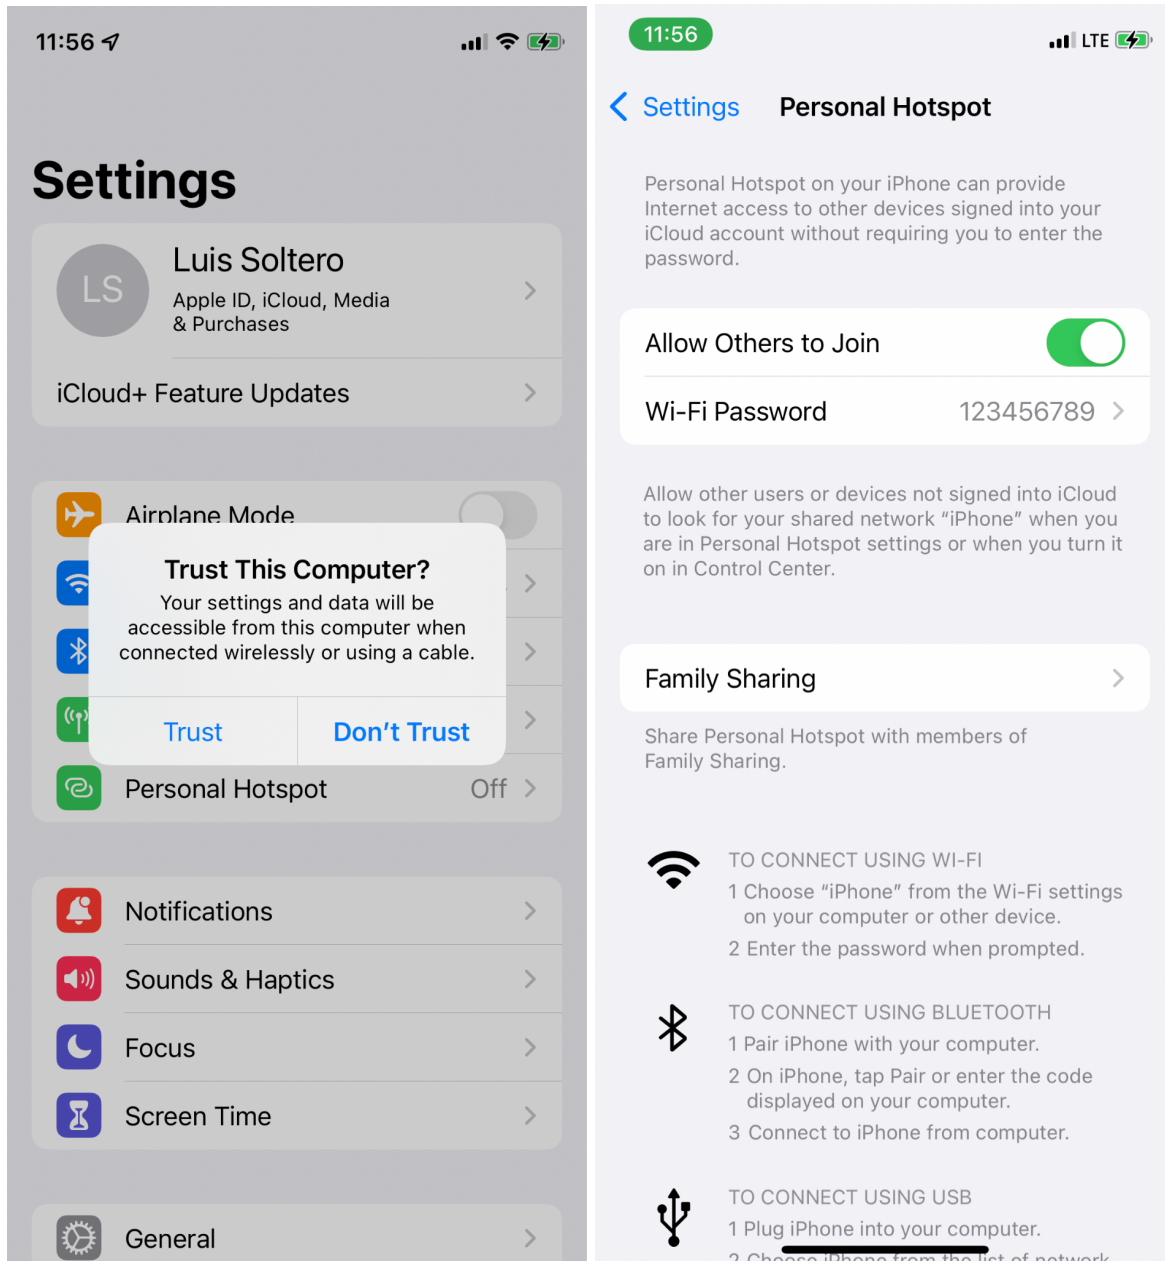 11:56
Settings
LS
Luis Soltero
Apple ID, iCloud, Media
& Purchases
iCloud+ Feature Updates
Airplane Mode
Trust This Computer?
Your settings and data will be
accessible from this computer when
connected wirelessly or using a cable.
Trust
Don't Trust
Personal Hotspot
Off
Notifications
Sounds & Haptics
Focus
Screen Time
General
11:56
LTE
Settings
Personal Hotspot
Personal Hotspot on your iPhone can provide
Internet access to other devices signed into your
iCloud account without requiring you to enter the
password.
Allow Others to Join
Wi-Fi Password
123456789
Allow other users or devices not signed into iCloud
to look for your shared network “iPhone” when you
are in Personal Hotspot settings or when you turn it
on in Control Center.
Family Sharing
Share Personal Hotspot with members of
Family Sharing.
TO CONNECT USING WI-FI
1 Choose “iPhone” from the Wi-Fi settings
on your computer or other device.
2 Enter the password when prompted.
TO CONNECT USING BLUETOOTH
1 Pair iPhone with your computer.
2 On iPhone, tap Pair or enter the code
displayed on your computer.
3 Connect to iPhone from computer.
TO CONNECT USING USB
1 Plug iPhone into your computer.
2 Choose iPhone from the list of network